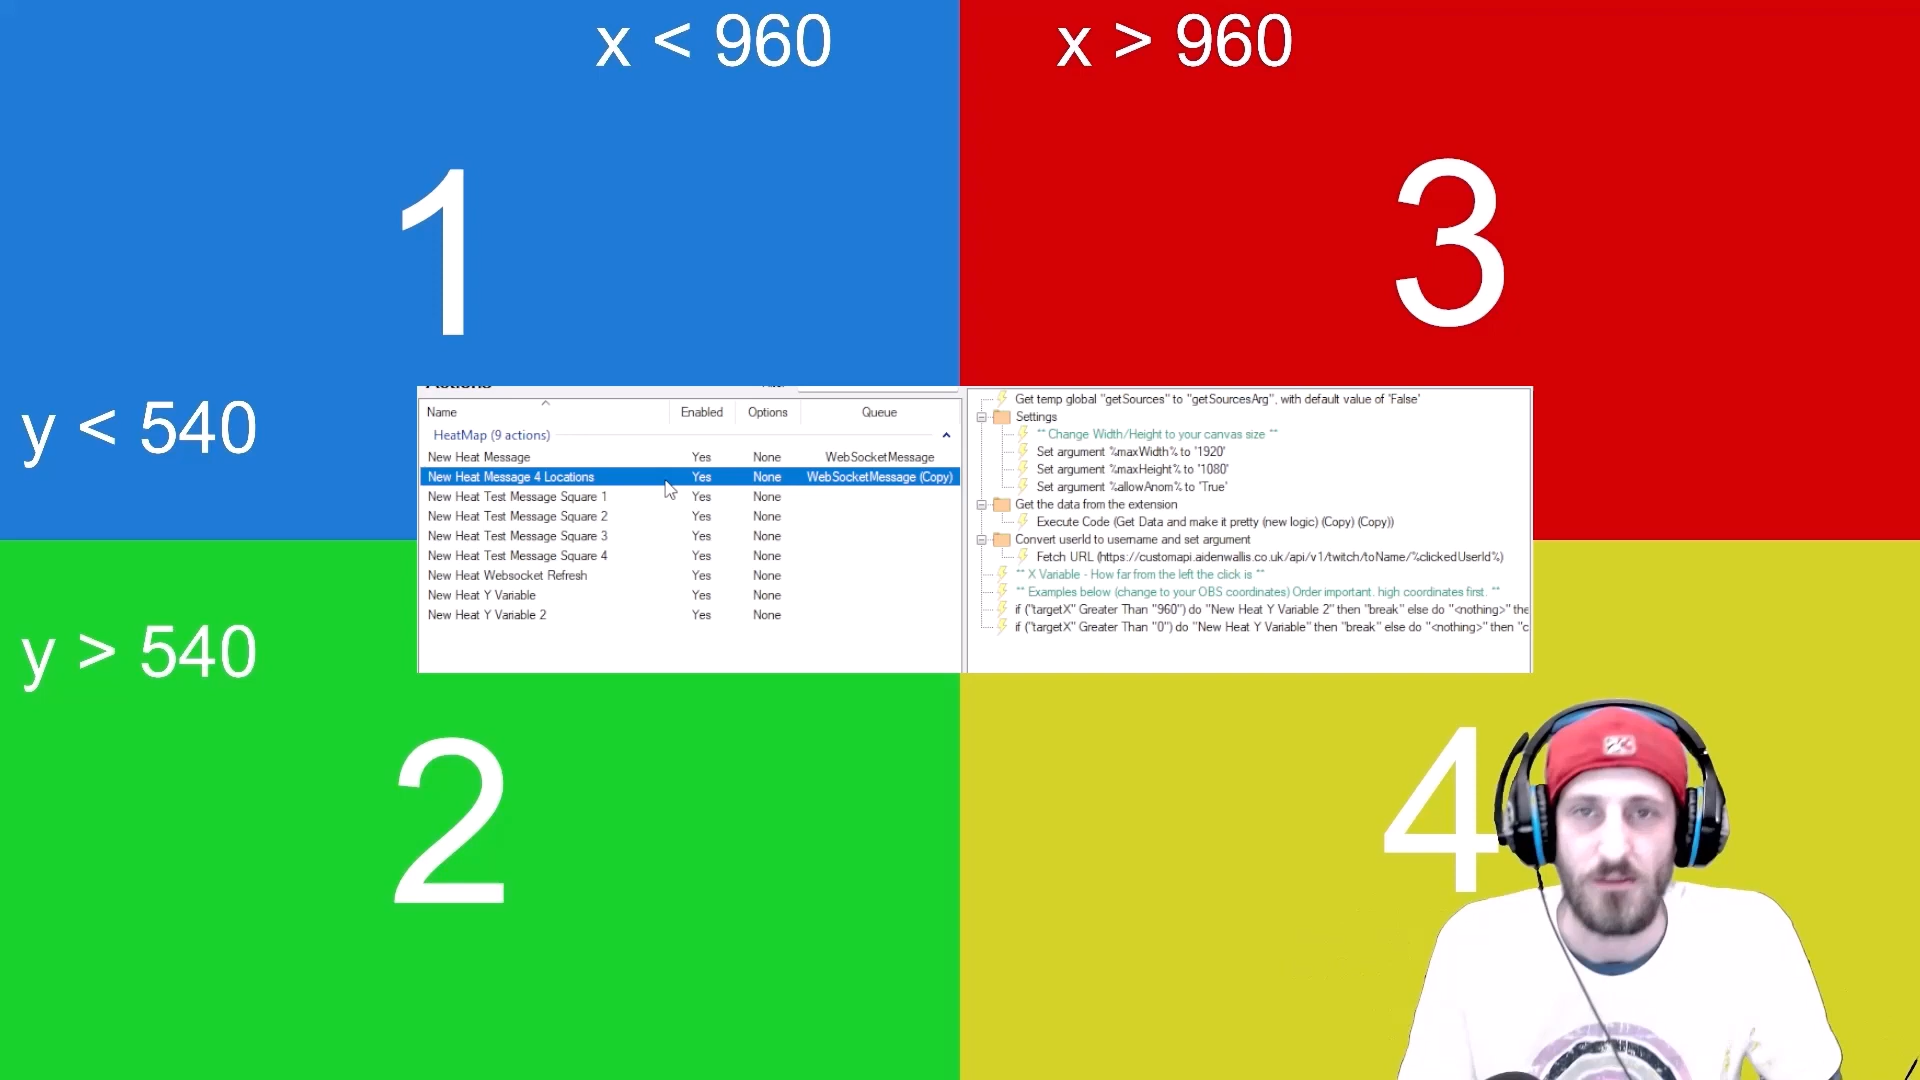 x < 960
x > 960
1
3
y < 540
y > 540
2
4
Name Enabled Options Queue
HeatMap (9 actions)
New Heat Message Yes None WebSocketMessage
New Heat Message 4 Locations Yes None WebSocketMessage (Copy)
New Heat Test Message Square 1 Yes None
New Heat Test Message Square 2 Yes None
New Heat Test Message Square 3 Yes None
New Heat Test Message Square 4 Yes None
New Heat Websocket Refresh Yes None
New Heat Y Variable Yes None
New Heat Y Variable 2 Yes None
Get temp global "getSources" to "getSourcesArg", with default value of 'False'
Settings
** Change Width/Height to your canvas size **
Set argument %maxWidth% to '1920'
Set argument %maxHeight% to '1080'
Set argument %allowAnom% to 'True'
Get the data from the extension
Execute Code (Get Data and make it pretty (new logic) (Copy) (Copy))
Convert userId to username and set argument
Fetch URL (https://customapi.aidenwallis.co.uk/api/v1/twitch/toName/%clickedUserId%)
** X Variable - How far from the left the click is **
** Examples below (change to your OBS coordinates) Order important. high coordinates first. **
if ("targetX" Greater Than "960") do "New Heat Y Variable 2" then "break" else do "<nothing>" the
if ("targetX" Greater Than "0") do "New Heat Y Variable" then "break" else do "<nothing>" then "c